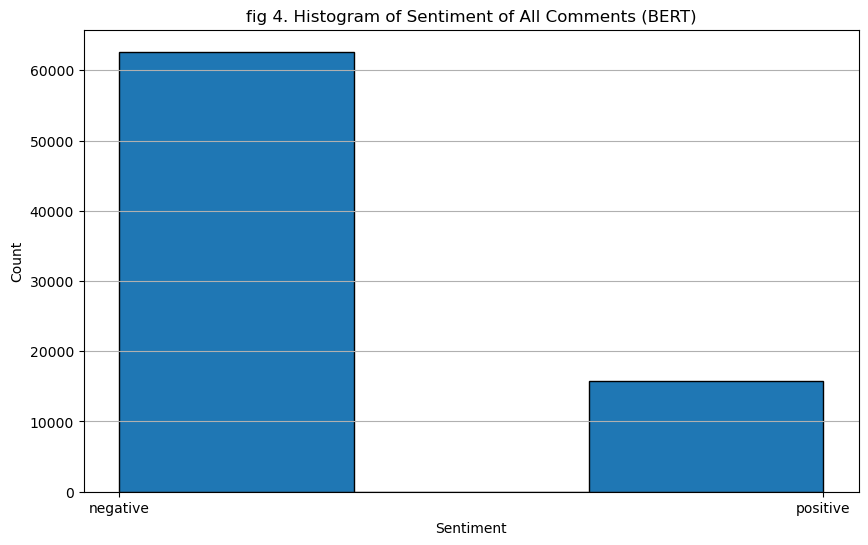 fig 4. Histogram of Sentiment of All Comments (BERT)
60000
50000
40000
30000
20000
10000
0
Count
negative
positive
Sentiment